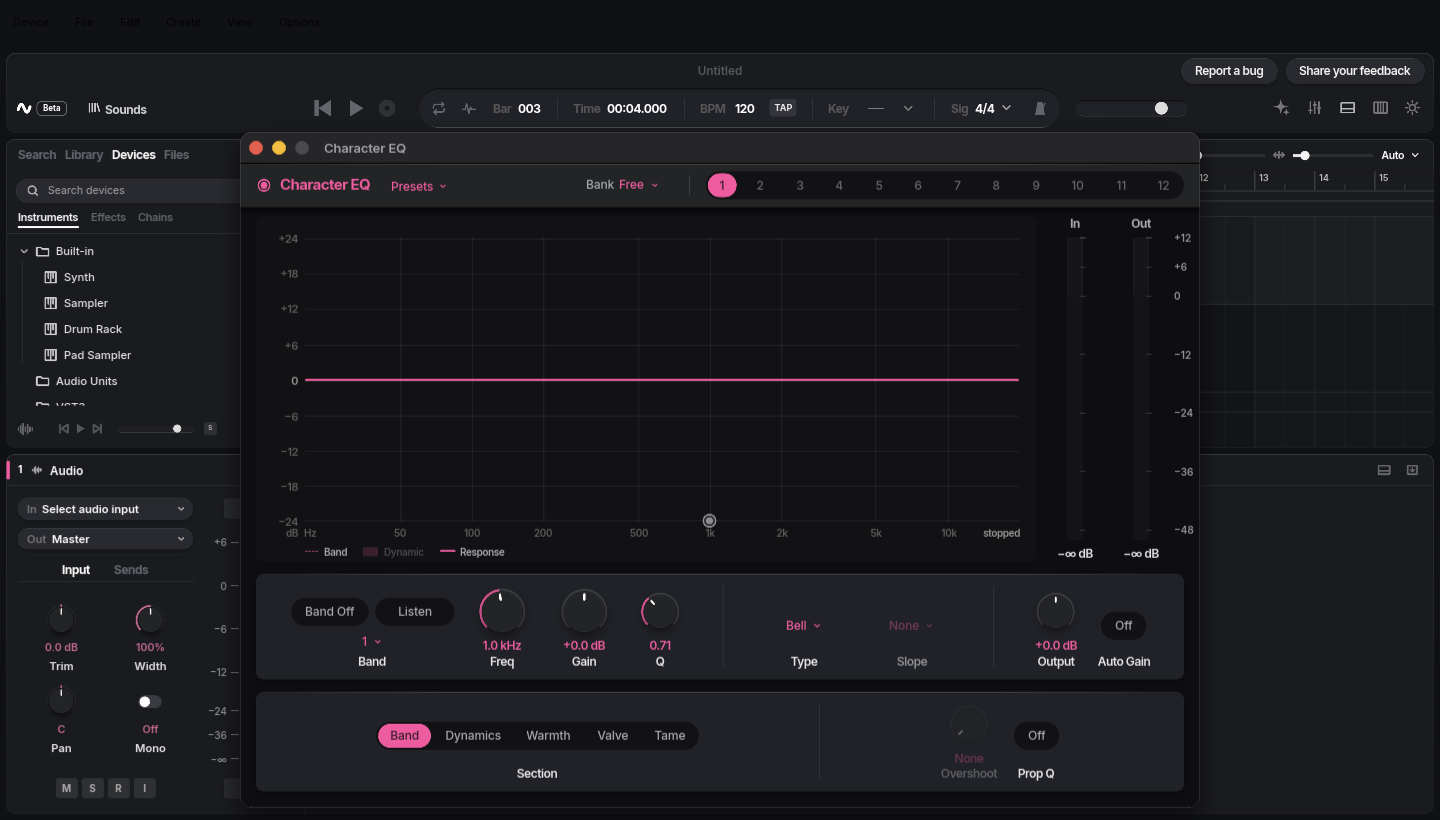 Device File Edit Create View Options
Untitled
Report a bug Share your feedback
Beta Sounds
Bar 003 Time 00:04.000 BPM 120 TAP Key — Sig 4/4
Search Library Devices Files
Character EQ
Auto
12 13 14 15
Search devices
Character EQ Presets Bank Free 1 2 3 4 5 6 7 8 9 10 11 12
Instruments Effects Chains
Built-in
Synth
Sampler
Drum Rack
Pad Sampler
Audio Units
VST3
S
In Out
+24
+18
+12
+6
0
−6
−12
−18
−24
dB Hz 50 100 200 500 1k 2k 5k 10k stopped
Band Dynamic Response
+12
+6
0
−12
−24
−36
−48
−∞ dB −∞ dB
1 Audio
In Select audio input
Out Master
Input Sends
0.0 dB 100%
Trim Width
C Off
Pan Mono
M S R I
+6
0
−6
−12
−24
−36
−∞
Band Off Listen
1
Band
1.0 kHz +0.0 dB 0.71
Freq Gain Q
Bell None
Type Slope
+0.0 dB Off
Output Auto Gain
Band Dynamics Warmth Valve Tame
Section
None Off
Overshoot Prop Q